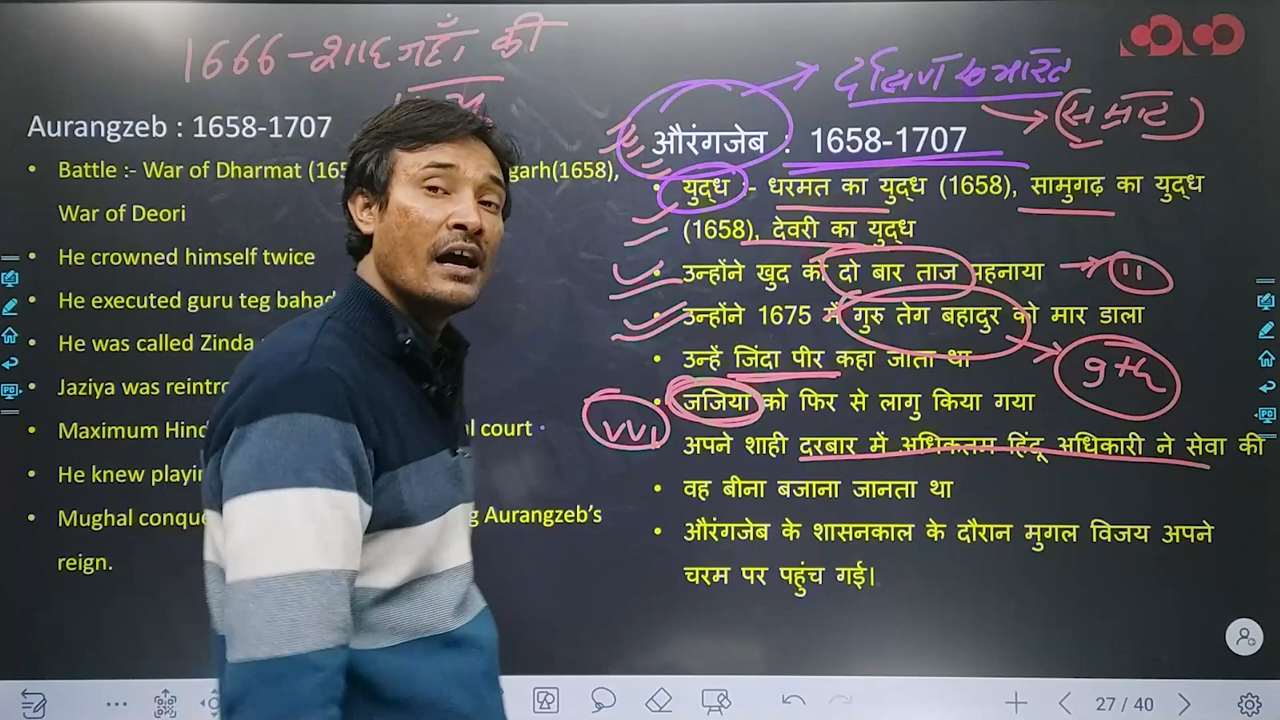 1666-शाहजहाँ की
दक्षिण भारत
सम्राट
Aurangzeb : 1658-1707
• Battle :- War of Dharmat (165 garh(1658),
War of Deori
• He crowned himself twice
• He executed guru teg bahad
• He was called Zinda
• Jaziya was reintro
• Maximum Hind l court
• He knew playin
• Mughal conque g Aurangzeb's
reign.
औरंगजेब : 1658-1707
• युद्ध :- धरमत का युद्ध (1658), सामुगढ़ का युद्ध
(1658), देवरी का युद्ध
• उन्होंने खुद को दो बार ताज पहनाया → 11
• उन्होंने 1675 में गुरु तेग बहादुर को मार डाला
• उन्हें जिंदा पीर कहा जाता था
9th
• जजिया को फिर से लागु किया गया
VVI
अपने शाही दरबार में अधिकतम हिंदू अधिकारी ने सेवा की
• वह बीना बजाना जानता था
• औरंगजेब के शासनकाल के दौरान मुगल विजय अपने
चरम पर पहुंच गई।
27 / 40